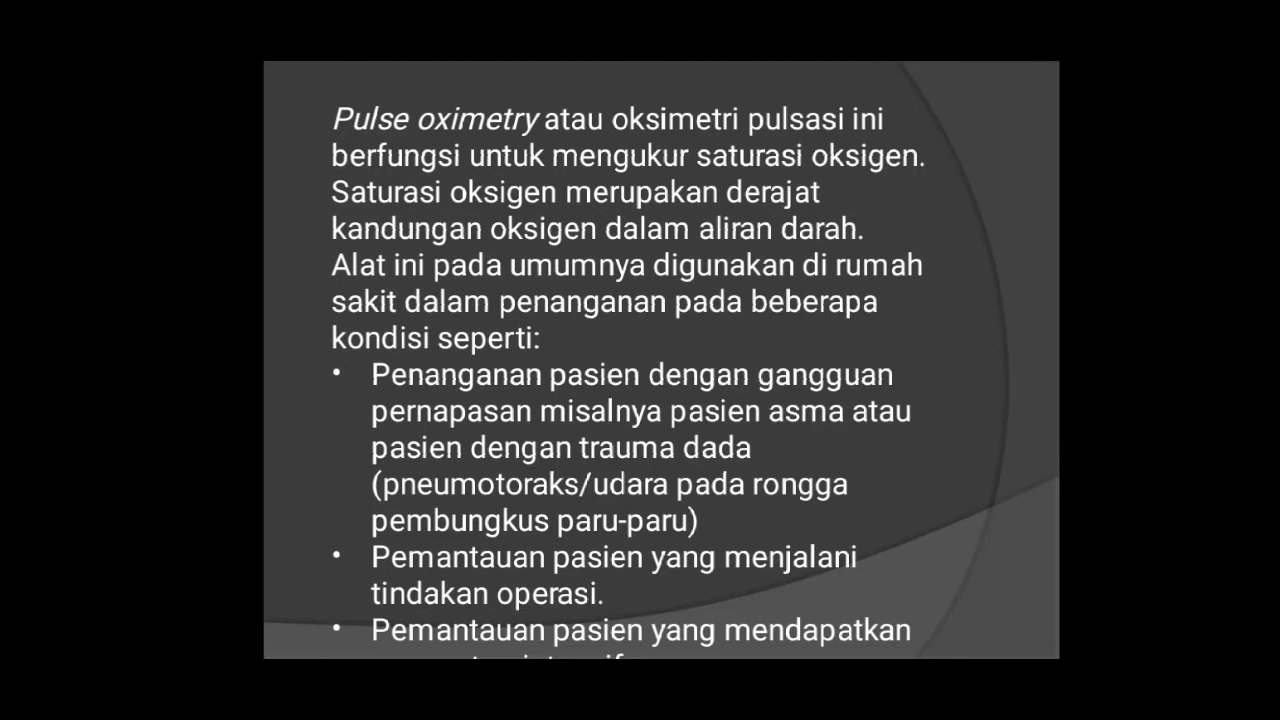 Pulse oximetry atau oksimetri pulsasi ini
berfungsi untuk mengukur saturasi oksigen.
Saturasi oksigen merupakan derajat
kandungan oksigen dalam aliran darah.
Alat ini pada umumnya digunakan di rumah
sakit dalam penanganan pada beberapa
kondisi seperti:
• Penanganan pasien dengan gangguan
pernapasan misalnya pasien asma atau
pasien dengan trauma dada
(pneumotoraks/udara pada rongga
pembungkus paru-paru)
• Pemantauan pasien yang menjalani
tindakan operasi.
• Pemantauan pasien yang mendapatkan